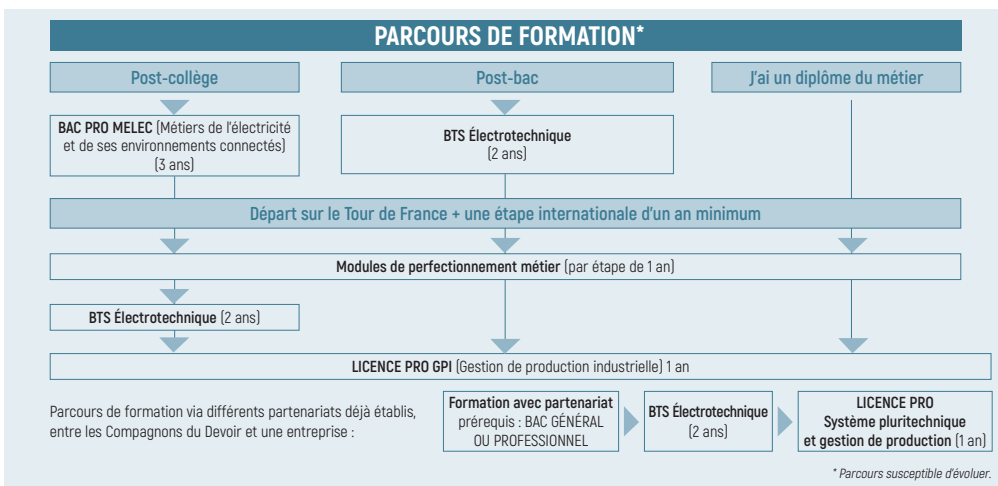 PARCOURS DE FORMATION*
Post-collège
Post-bac
J'ai un diplôme du métier
BAC PRO MELEC (Métiers de l'électricité
et de ses environnements connectés)
(3 ans)
BTS Électrotechnique
(2 ans)
Départ sur le Tour de France + une étape internationale d'un an minimum
Modules de perfectionnement métier (par étape de 1 an)
BTS Électrotechnique (2 ans)
LICENCE PRO GPI (Gestion de production industrielle) 1 an
Parcours de formation via différents partenariats déjà établis,
entre les Compagnons du Devoir et une entreprise :
Formation avec partenariat
prérequis : BAC GÉNÉRAL
OU PROFESSIONNEL
BTS Électrotechnique
(2 ans)
LICENCE PRO
Système pluritechnique
et gestion de production (1 an)
* Parcours susceptible d'évoluer.